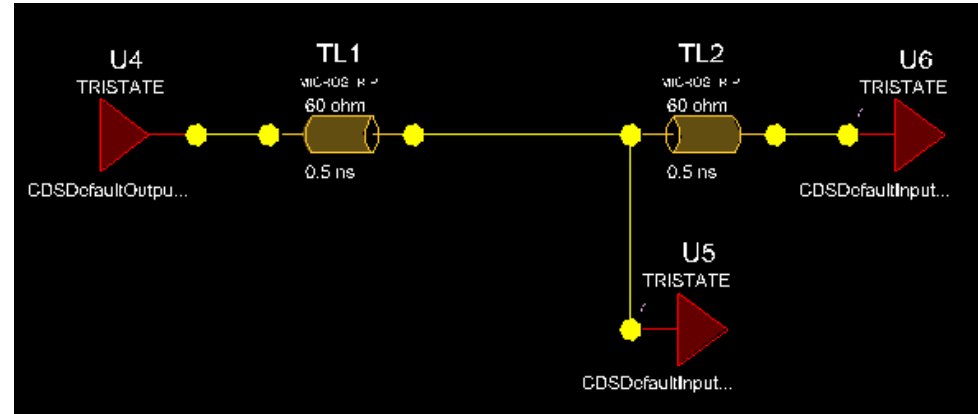 U4
TRISTATE
CDSDefaultOutpu...
TL1
60 ohm
0.5 ns
TL2
60 ohm
0.5 ns
U6
TRISTATE
CDSDefaultInput...
U5
TRISTATE
CDSDefaultInput...